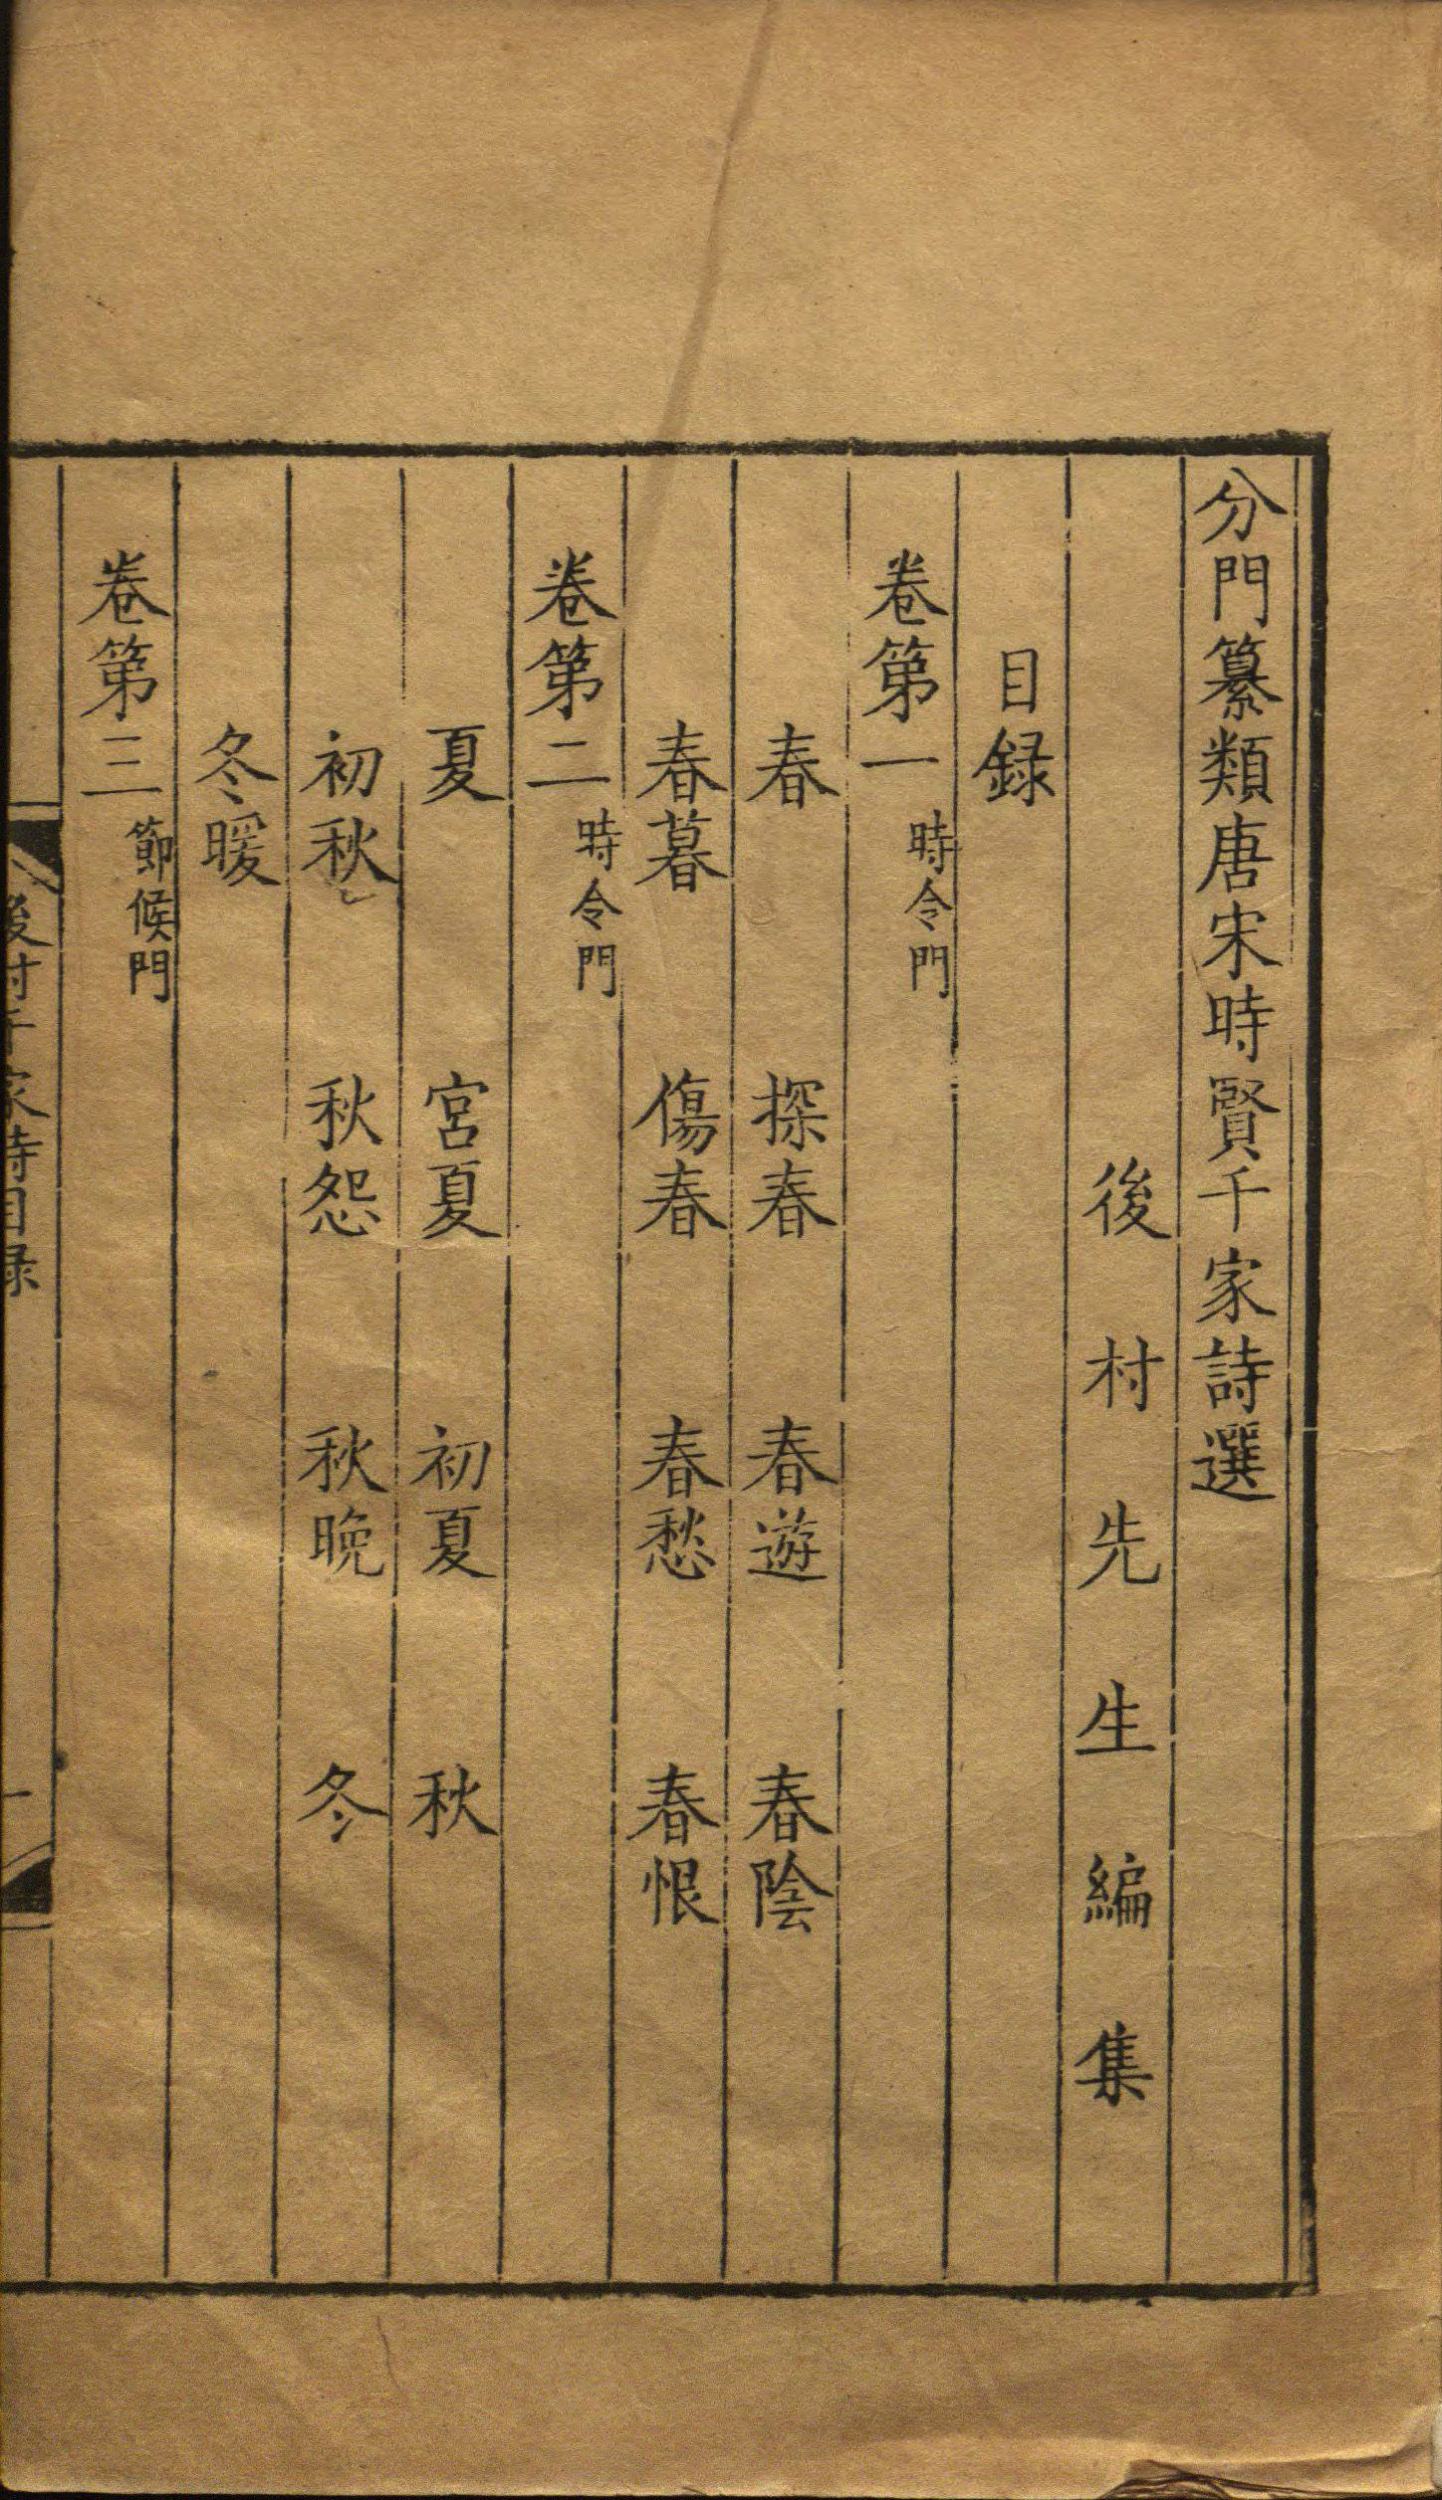 分門纂類唐宋時賢千家詩選
後村先生編集
目錄
卷第一 時令門
春 探春 春遊 春陰
春暮 傷春 春愁 春恨
卷第二 時令門
夏 宮夏 初夏 秋
初秋 秋怨 秋晚 冬
冬暖
卷第三 節候門
後村千家詩目錄 一